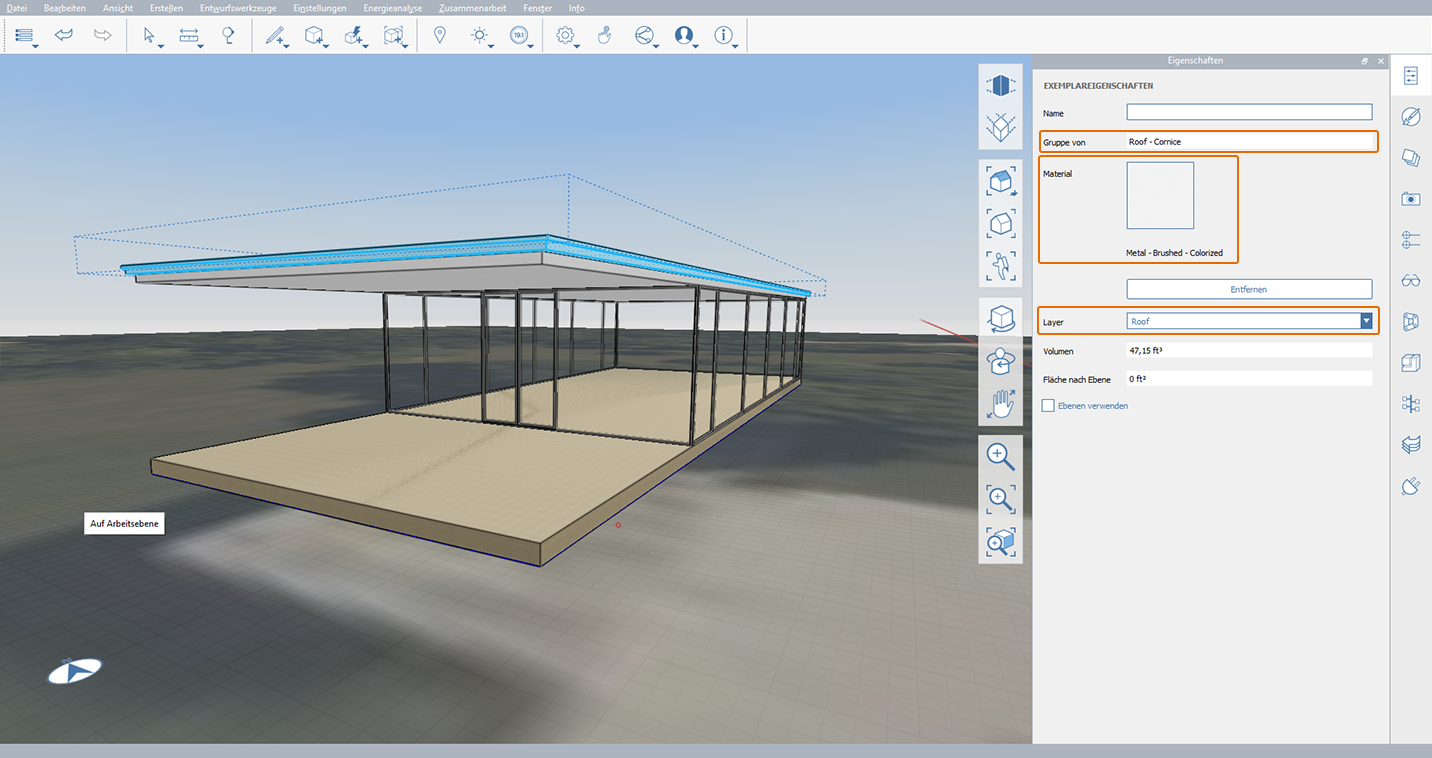 Datei Bearbeiten Ansicht Erstellen Entwurfswerkzeuge Einstellungen Energieanalyse Zusammenarbeit Fenster Info
Eigenschaften
EXEMPLAREIGENSCHAFTEN
Name
Gruppe von Roof - Cornice
Material
Metal - Brushed - Colorized
Entfernen
Layer Roof
Volumen 47,15 ft³
Fläche nach Ebene 0 ft²
Ebenen verwenden
Auf Arbeitsebene